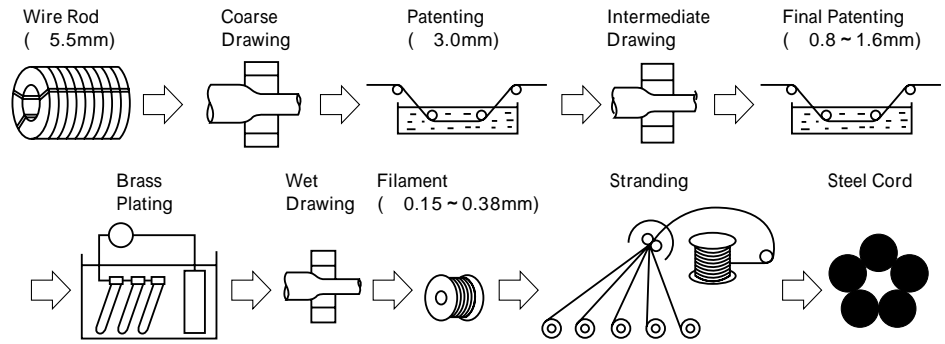 Wire Rod
( 5.5mm)
Coarse
Drawing
Patenting
( 3.0mm)
Intermediate
Drawing
Final Patenting
( 0.8 ~ 1.6mm)
Brass
Plating
Wet
Drawing
Filament
( 0.15 ~ 0.38mm)
Stranding
Steel Cord